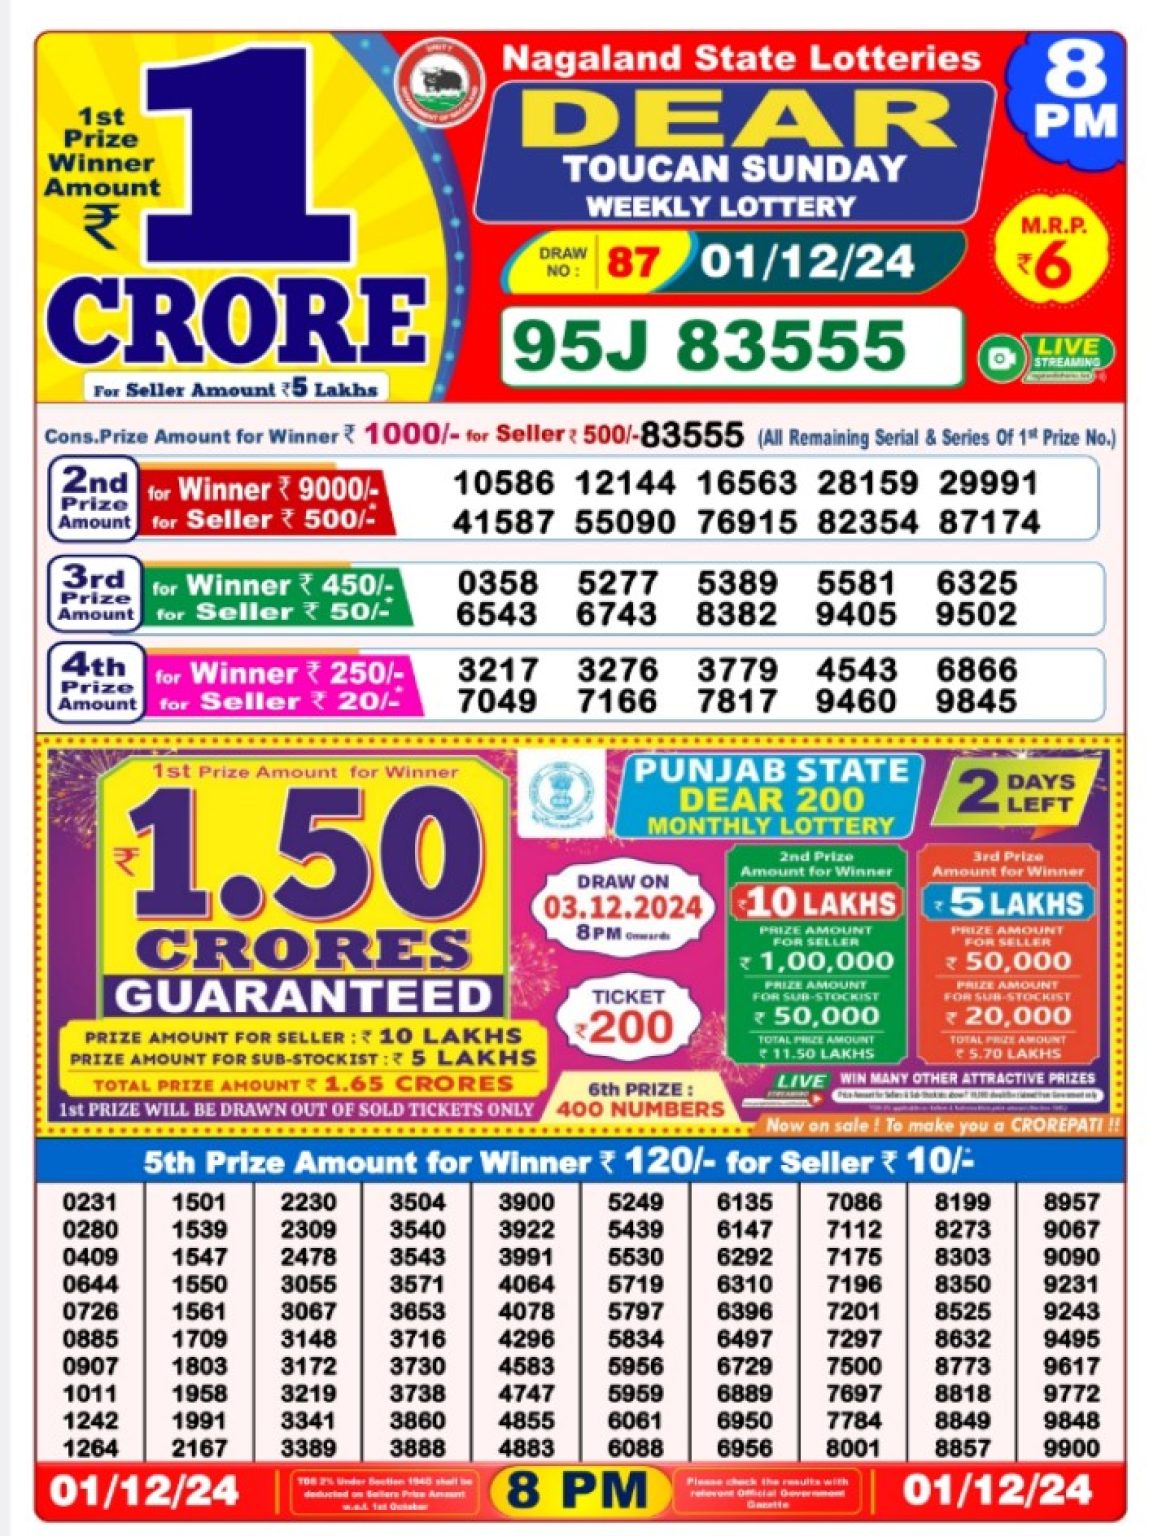 1st
Prize
Winner
Amount
₹
1
CRORE
For Seller Amount ₹5 Lakhs
UNITY
GOVERNMENT OF NAGALAND
Nagaland State Lotteries
DEAR
TOUCAN SUNDAY
WEEKLY LOTTERY
8
PM
DRAW NO : 87 01/12/24
M.R.P.
₹6
95J 83555
LIVE
STREAMING
Cons.Prize Amount for Winner ₹ 1000/- for Seller ₹ 500/- 83555 (All Remaining Serial & Series Of 1st Prize No.)
2nd Prize Amount
for Winner ₹ 9000/-
for Seller ₹ 500/-*
10586 12144 16563 28159 29991
41587 55090 76915 82354 87174
3rd Prize Amount
for Winner ₹ 450/-
for Seller ₹ 50/-*
0358 5277 5389 5581 6325
6543 6743 8382 9405 9502
4th Prize Amount
for Winner ₹ 250/-
for Seller ₹ 20/-*
3217 3276 3779 4543 6866
7049 7166 7817 9460 9845
1st Prize Amount for Winner
₹1.50
CRORES
GUARANTEED
PRIZE AMOUNT FOR SELLER : ₹ 10 LAKHS
PRIZE AMOUNT FOR SUB-STOCKIST : ₹ 5 LAKHS
TOTAL PRIZE AMOUNT ₹ 1.65 CRORES
1st PRIZE WILL BE DRAWN OUT OF SOLD TICKETS ONLY
PUNJAB STATE
DEAR 200
MONTHLY LOTTERY
2 DAYS LEFT
DRAW ON
03.12.2024
8PM Onwards
TICKET
₹200
2nd Prize
Amount for Winner
₹10 LAKHS
PRIZE AMOUNT
FOR SELLER
₹ 1,00,000
PRIZE AMOUNT
FOR SUB-STOCKIST
₹ 50,000
TOTAL PRIZE AMOUNT
₹ 11.50 LAKHS
3rd Prize
Amount for Winner
₹ 5 LAKHS
PRIZE AMOUNT
FOR SELLER
₹ 50,000
PRIZE AMOUNT
FOR SUB-STOCKIST
₹ 20,000
TOTAL PRIZE AMOUNT
₹ 5.70 LAKHS
6th PRIZE :
400 NUMBERS
LIVE
STREAMING
WIN MANY OTHER ATTRACTIVE PRIZES
Now on sale ! To make you a CROREPATI !!
5th Prize Amount for Winner ₹ 120/- for Seller ₹ 10/-*
0231 1501 2230 3504 3900 5249 6135 7086 8199 8957
0280 1539 2309 3540 3922 5439 6147 7112 8273 9067
0409 1547 2478 3543 3991 5530 6292 7175 8303 9090
0644 1550 3055 3571 4064 5719 6310 7196 8350 9231
0726 1561 3067 3653 4078 5797 6396 7201 8525 9243
0885 1709 3148 3716 4296 5834 6497 7297 8632 9495
0907 1803 3172 3730 4583 5956 6729 7500 8773 9617
1011 1958 3219 3738 4747 5959 6889 7697 8818 9772
1242 1991 3341 3860 4855 6061 6950 7784 8849 9848
1264 2167 3389 3888 4883 6088 6956 8001 8857 9900
01/12/24
TDS 2% Under Section 194G shall be
deducted on Sellers Prize Amount
w.e.f. 1st October
8 PM
Please check the results with
relevant Official Government
Gazette
01/12/24